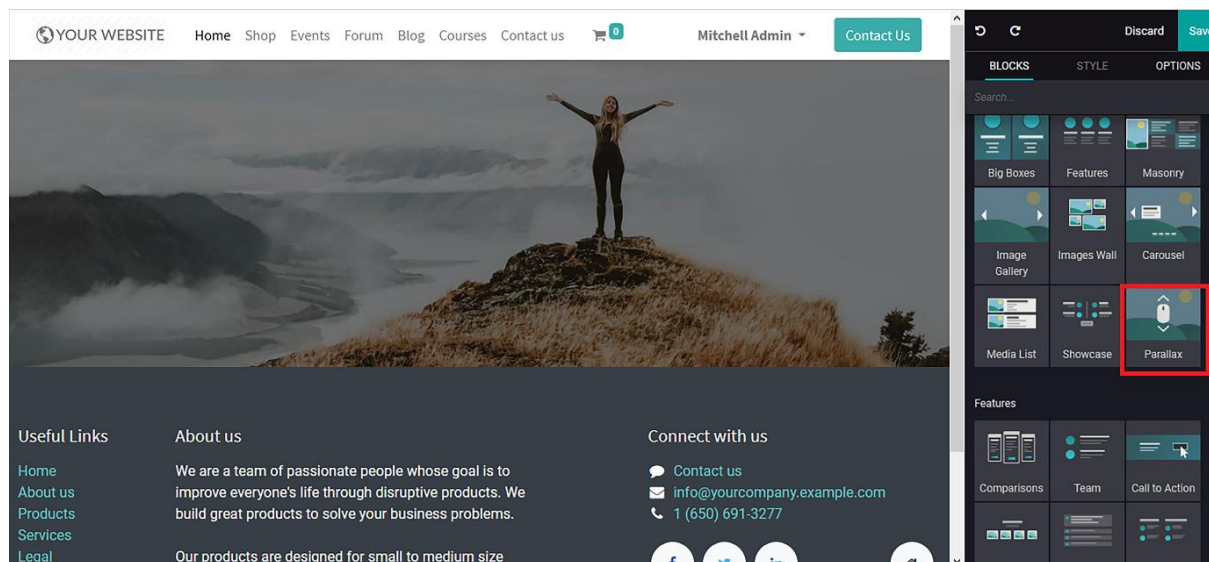 YOUR WEBSITE Home Shop Events Forum Blog Courses Contact us 0 Mitchell Admin Contact Us
Discard Save
BLOCKS STYLE OPTIONS
Search...
Big Boxes Features Masonry
Image Gallery Images Wall Carousel
Media List Showcase Parallax
Features
Comparisons Team Call to Action
Useful Links
Home
About us
Products
Services
Legal
About us
We are a team of passionate people whose goal is to
improve everyone's life through disruptive products. We
build great products to solve your business problems.
Our products are designed for small to medium size
Connect with us
Contact us
info@yourcompany.example.com
1 (650) 691-3277